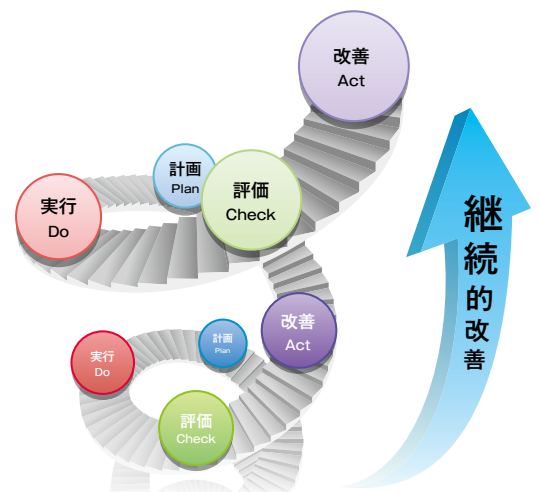 改善
Act
計画
Plan
評価
Check
実行
Do
継続的改善
改善
Act
計画
Plan
実行
Do
評価
Check